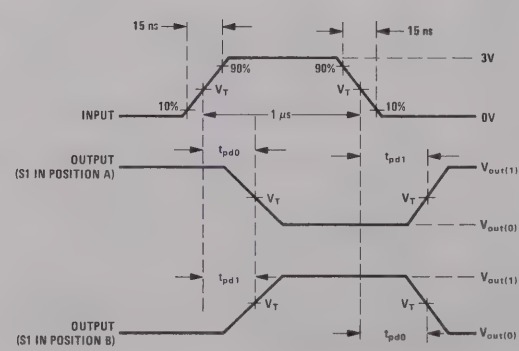 15 ns
15 ns
3V
90%
90%
V_T
V_T
10%
10%
1 μs
INPUT
0V
OUTPUT
(S1 IN POSITION A)
t_pd0
t_pd1
V_out(1)
V_T
V_T
V_out(0)
t_pd1
V_out(1)
V_T
V_T
OUTPUT
(S1 IN POSITION B)
t_pd0
V_out(0)